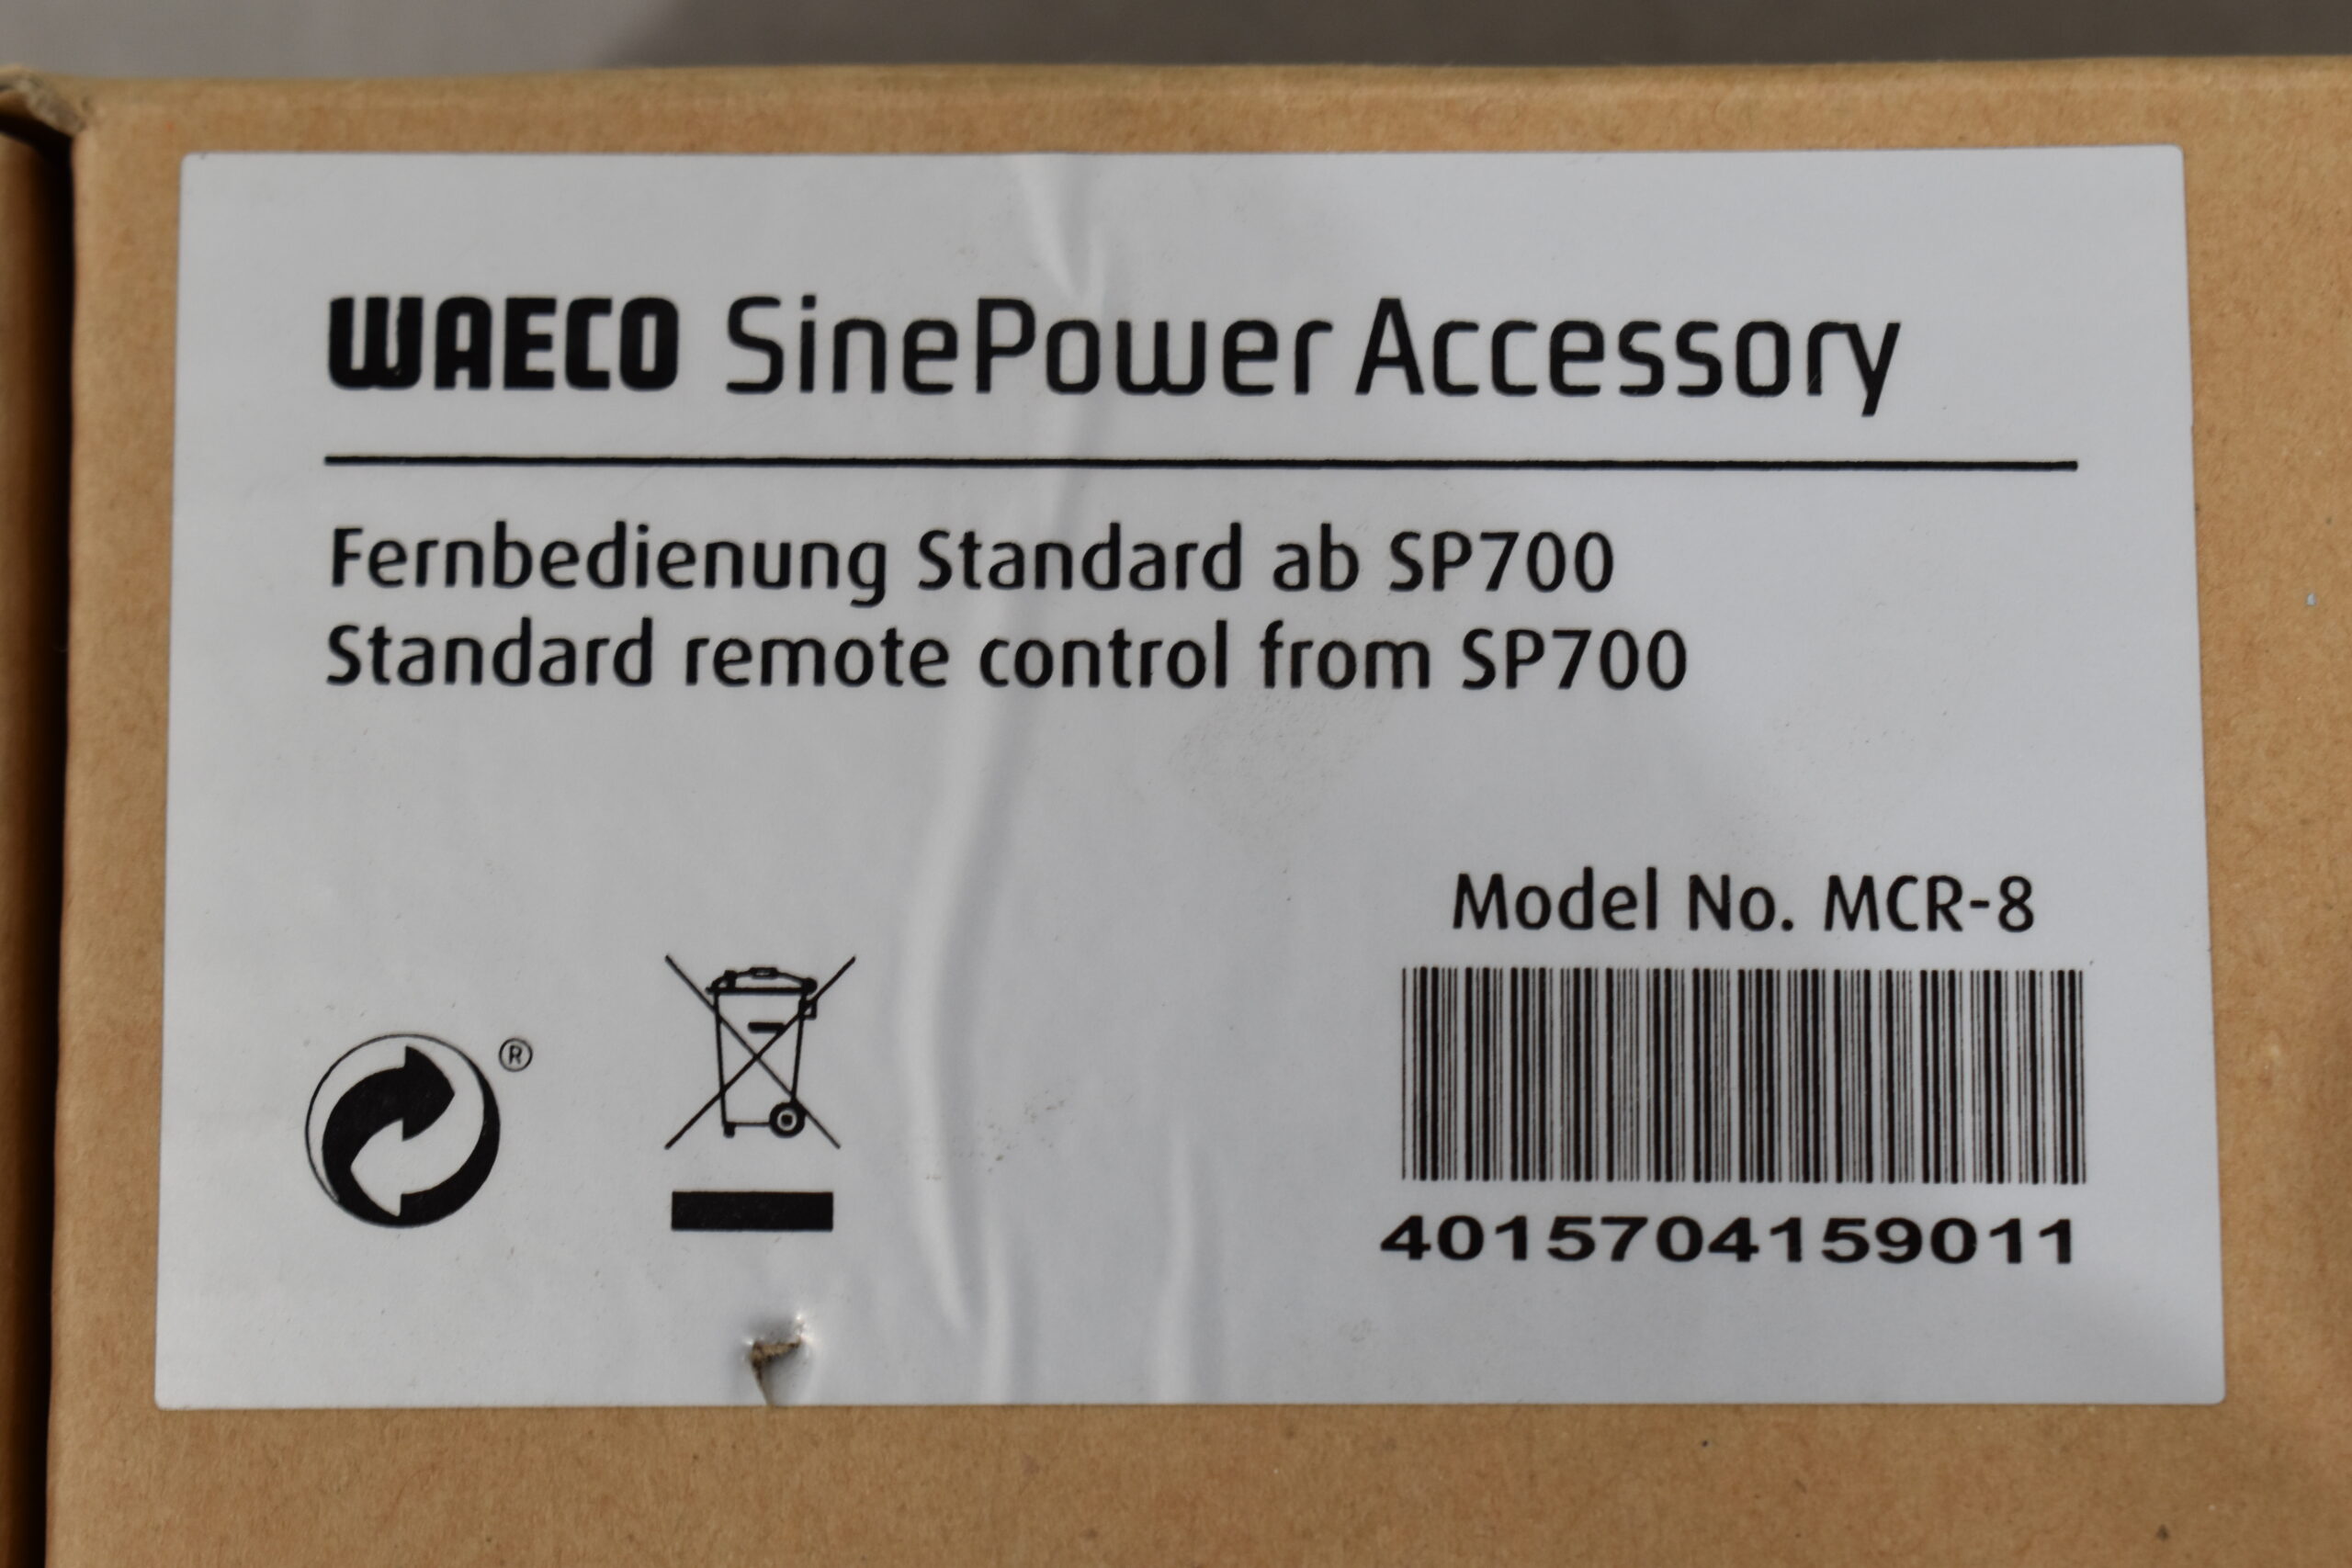 WAECO SinePower Accessory
Fernbedienung Standard ab SP700
Standard remote control from SP700
Model No. MCR-8
®
4015704159011